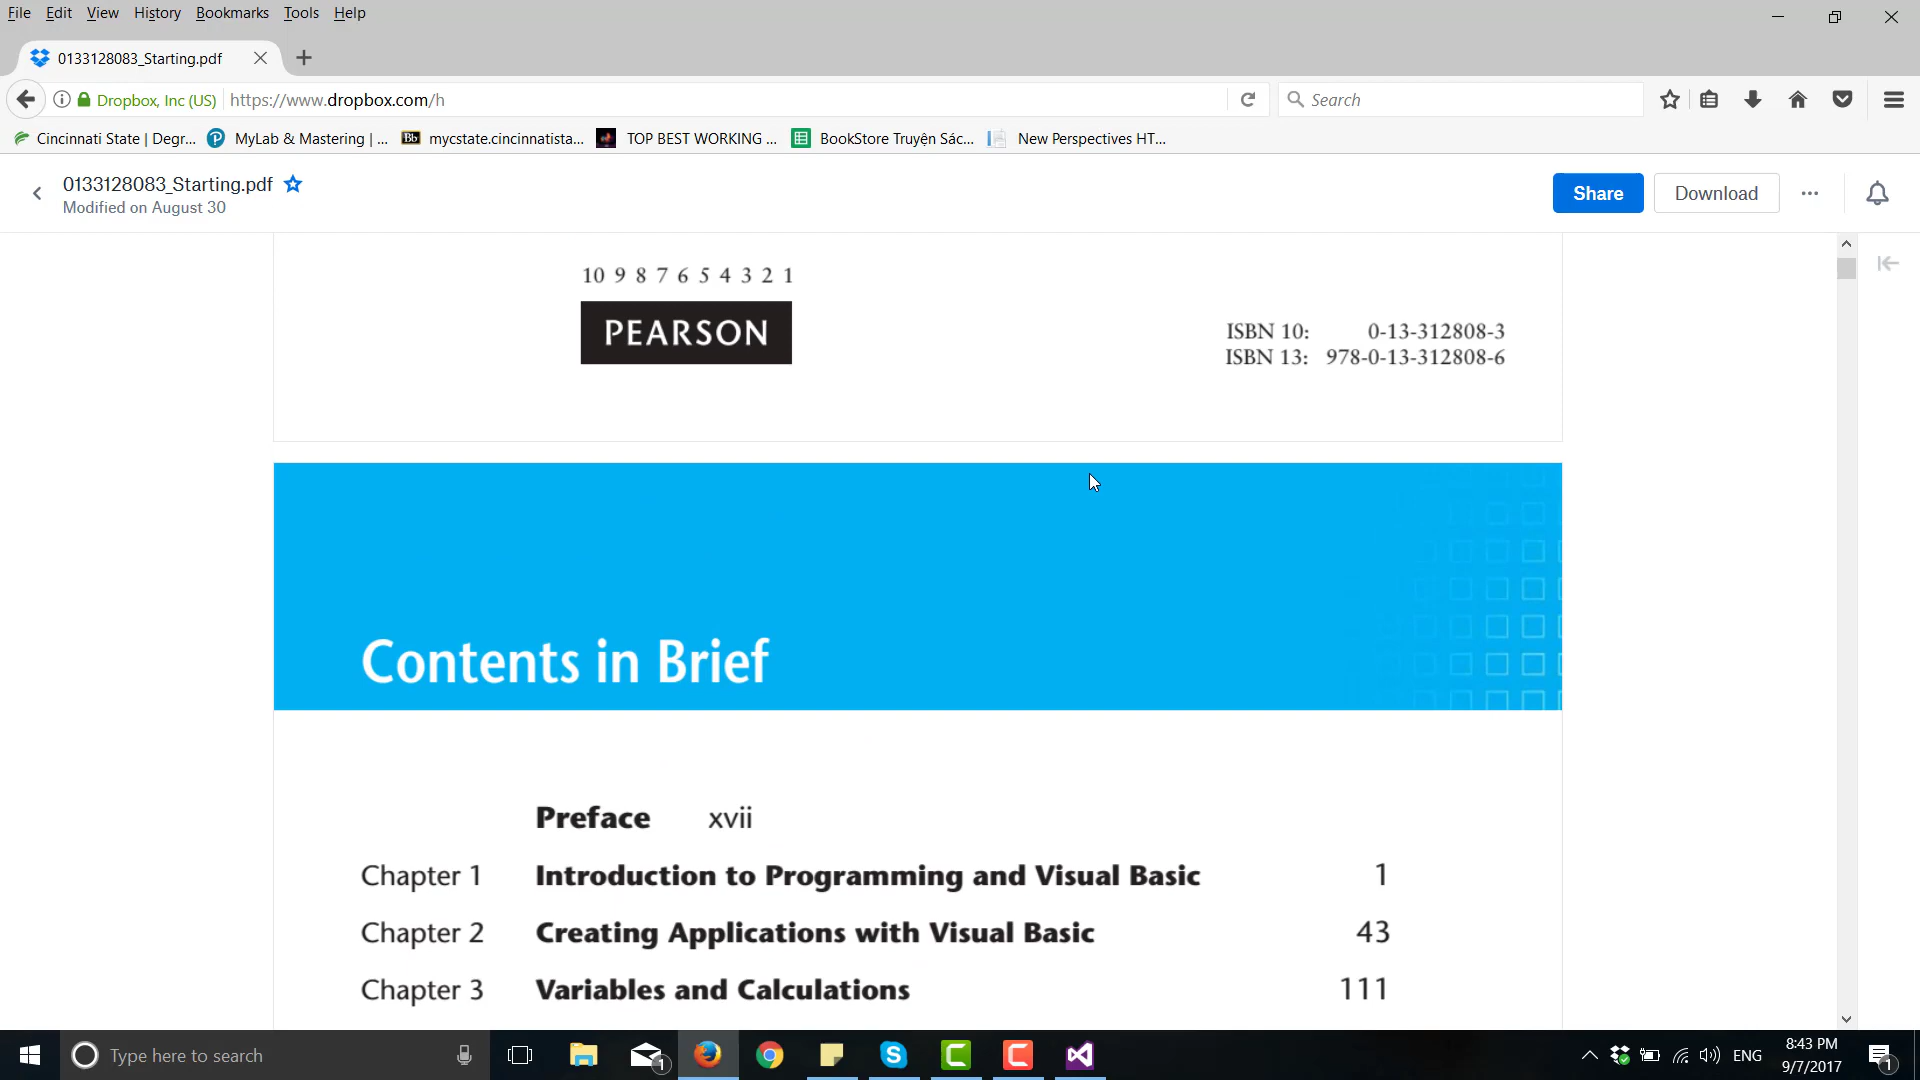 File Edit View History Bookmarks Tools Help
0133128083_Starting.pdf
Dropbox, Inc (US) https://www.dropbox.com/h
Search
Cincinnati State | Degr... MyLab & Mastering | ... Bb mycstate.cincinnatista... TOP BEST WORKING ... BookStore Truyện Sác... New Perspectives HT...
0133128083_Starting.pdf
Modified on August 30
Share Download
10 9 8 7 6 5 4 3 2 1
PEARSON
ISBN 10: 0-13-312808-3
ISBN 13: 978-0-13-312808-6
Contents in Brief
Preface xvii
Chapter 1 Introduction to Programming and Visual Basic 1
Chapter 2 Creating Applications with Visual Basic 43
Chapter 3 Variables and Calculations 111
Type here to search
1
ENG
8:43 PM
9/7/2017
1